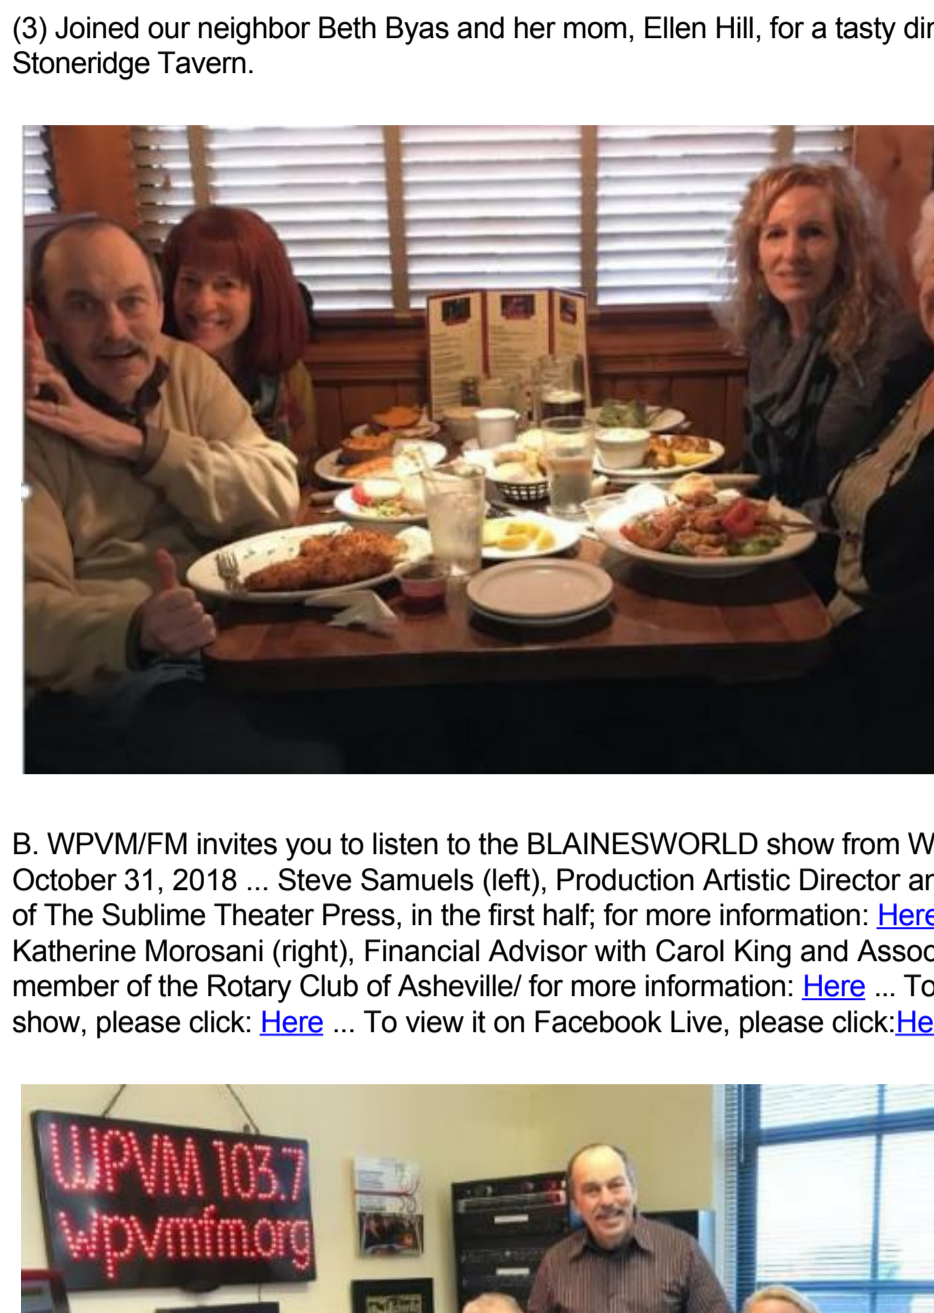 (3) Joined our neighbor Beth Byas and her mom, Ellen Hill, for a tasty
Stoneridge Tavern.
B. WPVM/FM invites you to listen to the BLAINESWORLD show from
October 31, 2018 ... Steve Samuels (left), Production Artistic Director
of The Sublime Theater Press, in the first half; for more information: Here
Katherine Morosani (right), Financial Advisor with Carol King and
member of the Rotary Club of Asheville/ for more information: Here ... To
show, please click: Here ... To view it on Facebook Live, please click:
WPVM 103.7
wpvmfm.org